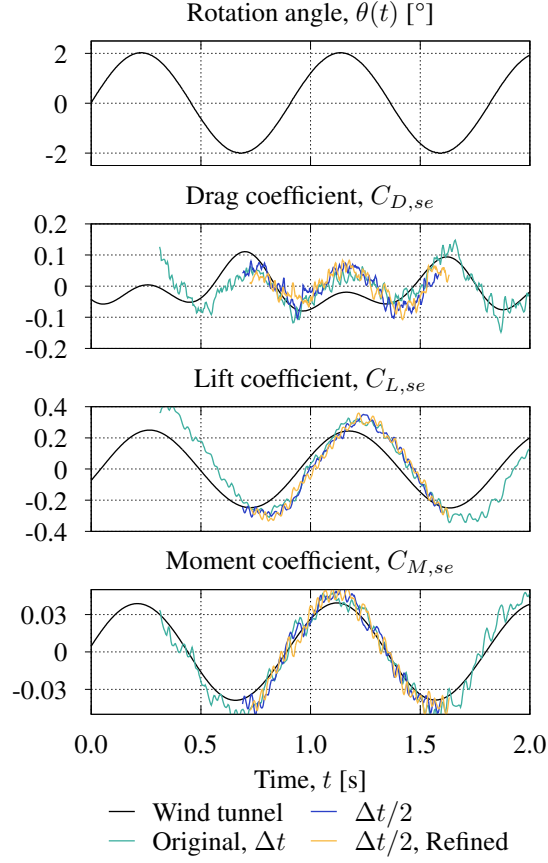 Rotation angle, θ(t) [°]
2
0
-2
Drag coefficient, C_{D,se}
0.2
0.1
0
-0.1
-0.2
Lift coefficient, C_{L,se}
0.4
0.2
0
-0.2
-0.4
Moment coefficient, C_{M,se}
0.03
0
-0.03
0.0 0.5 1.0 1.5 2.0
Time, t [s]
Wind tunnel Δt/2
Original, Δt Δt/2, Refined